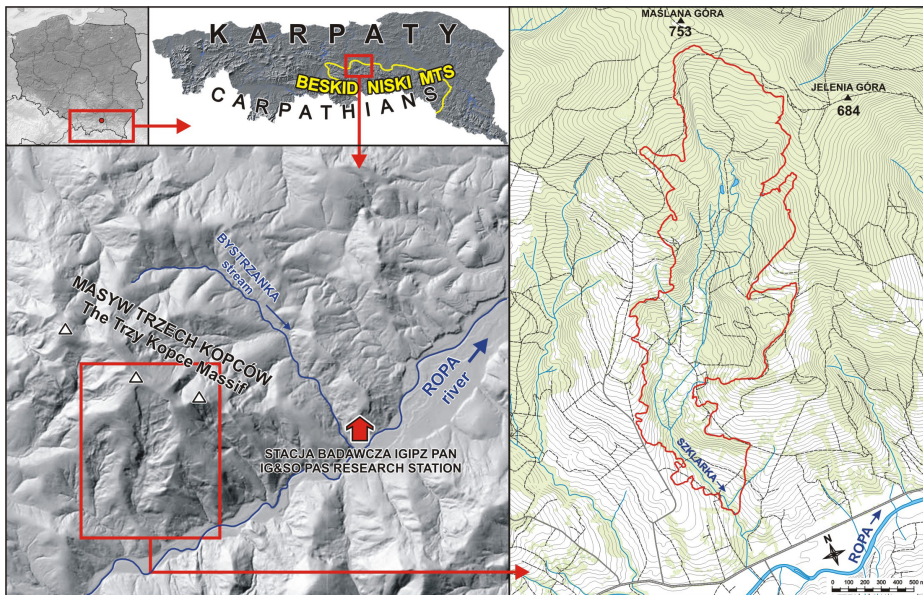 KARPATY
BESKID NISKI MTS
CARPATHIANS
BYSTRZANKA
stream
MASYW TRZECH KOPCÓW
The Trzy Kopce Massif
ROPA
river
STACJA BADAWCZA IGIPZ PAN
IG&SO PAS RESEARCH STATION
MAŚLANA GÓRA
753
JELENIA GÓRA
684
SZKLARKA
ROPA
N
0 100 200 300 400 500 m